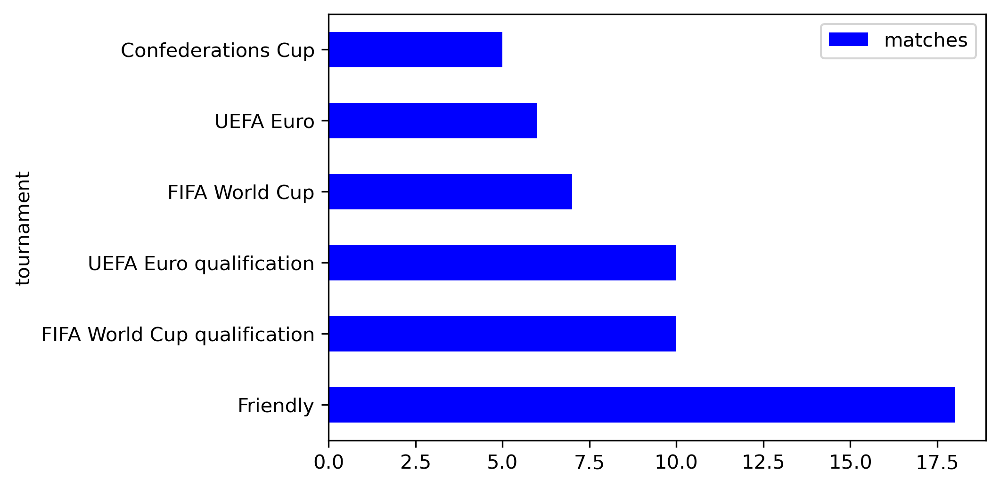 matches
Confederations Cup
UEFA Euro
FIFA World Cup
UEFA Euro qualification
FIFA World Cup qualification
Friendly
tournament
0.0 2.5 5.0 7.5 10.0 12.5 15.0 17.5